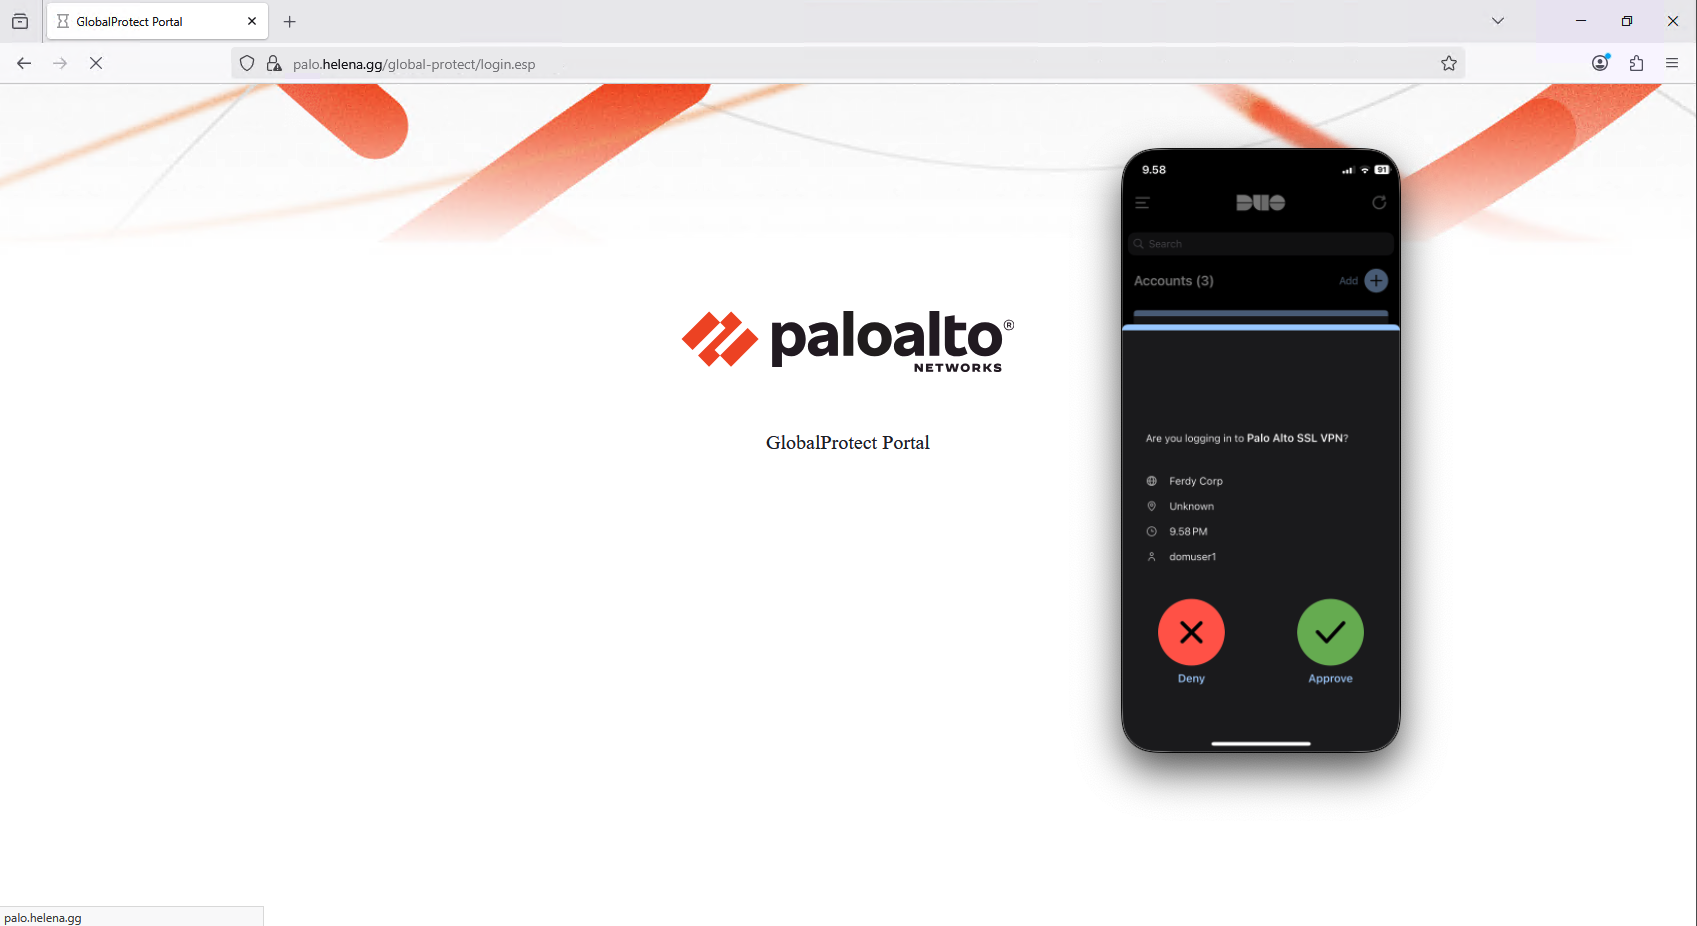 GlobalProtect Portal
palo.helena.gg/global-protect/login.esp
9.58
91
DUO
Search
Accounts (3)
Add
paloalto®
NETWORKS
GlobalProtect Portal
Are you logging in to Palo Alto SSL VPN?
Ferdy Corp
Unknown
9.58 PM
domuser1
Deny
Approve
palo.helena.gg